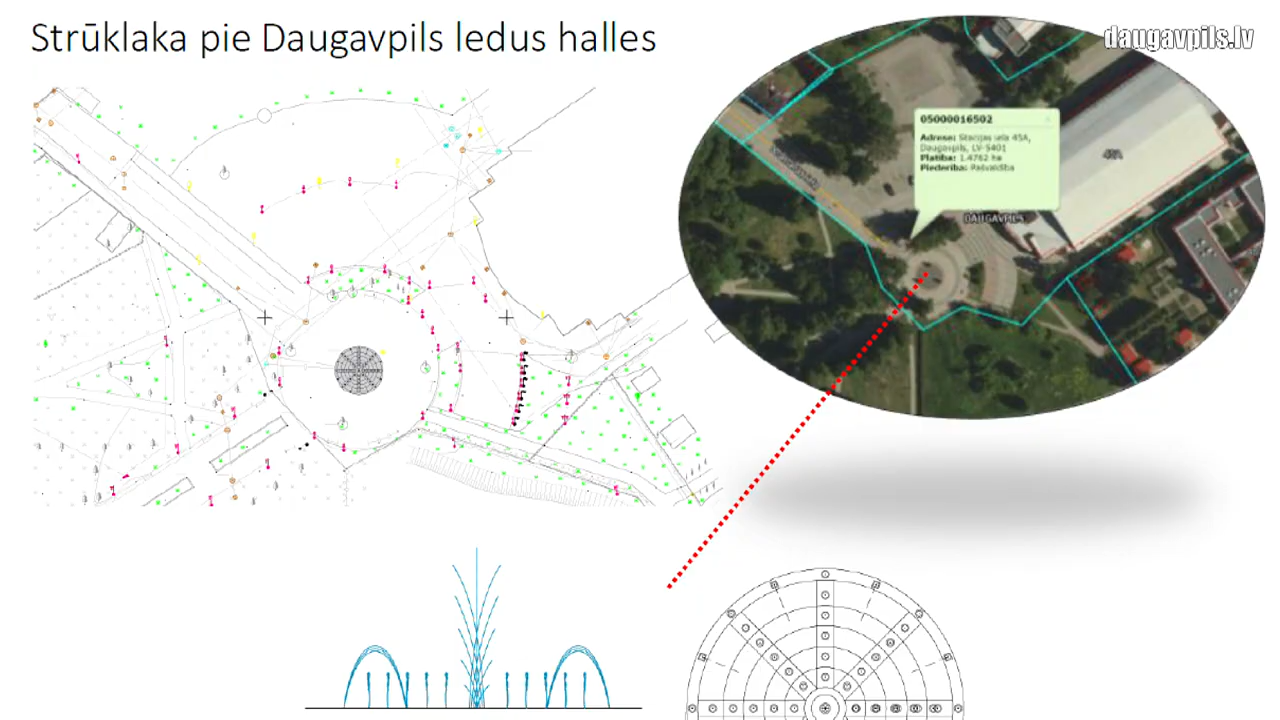 Strūklaka pie Daugavpils ledus halles
daugavpils.lv
05000016502
Adrese: Stacijas iela 45A,
Daugavpils, LV-5401
Platība: 1.4762 ha
Piederība: Pašvaldība
45A
DAUGAVPILS